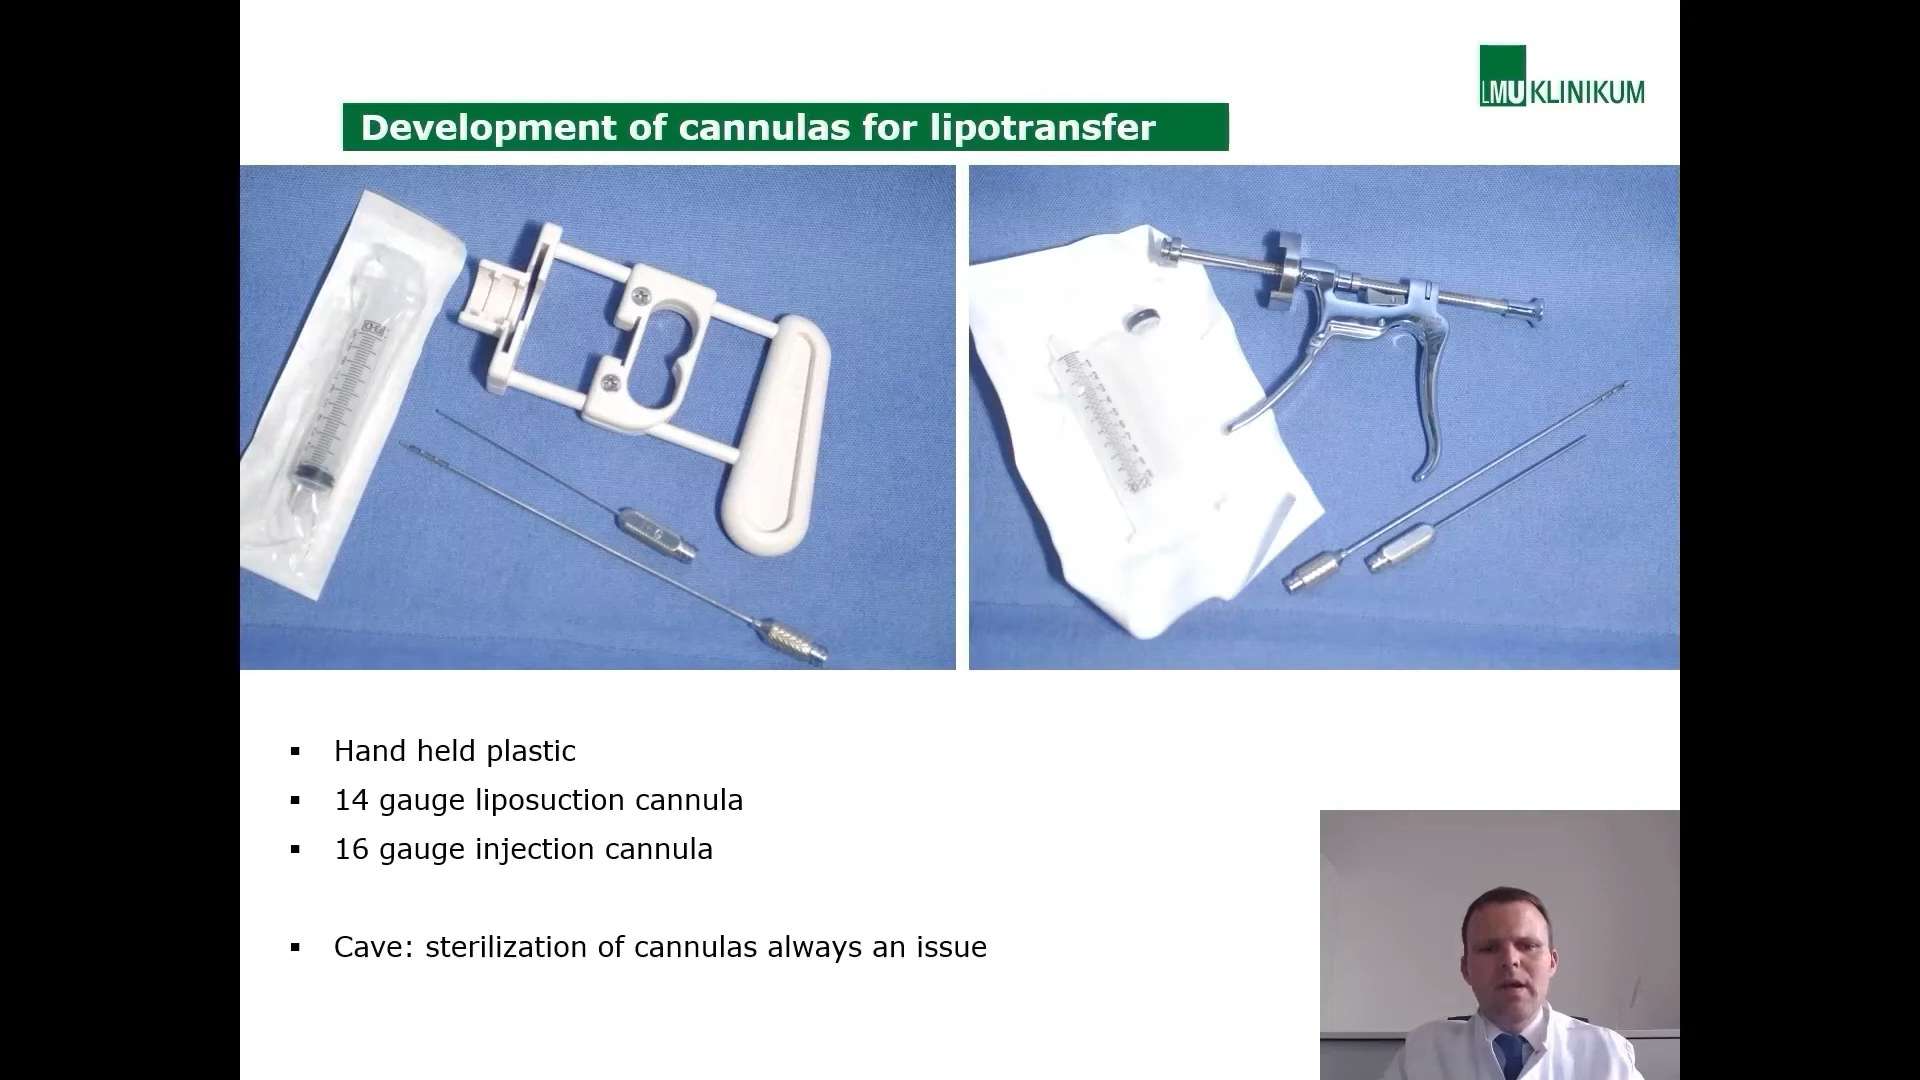 LMU KLINIKUM
Development of cannulas for lipotransfer
Hand held plastic
14 gauge liposuction cannula
16 gauge injection cannula
Cave: sterilization of cannulas always an issue